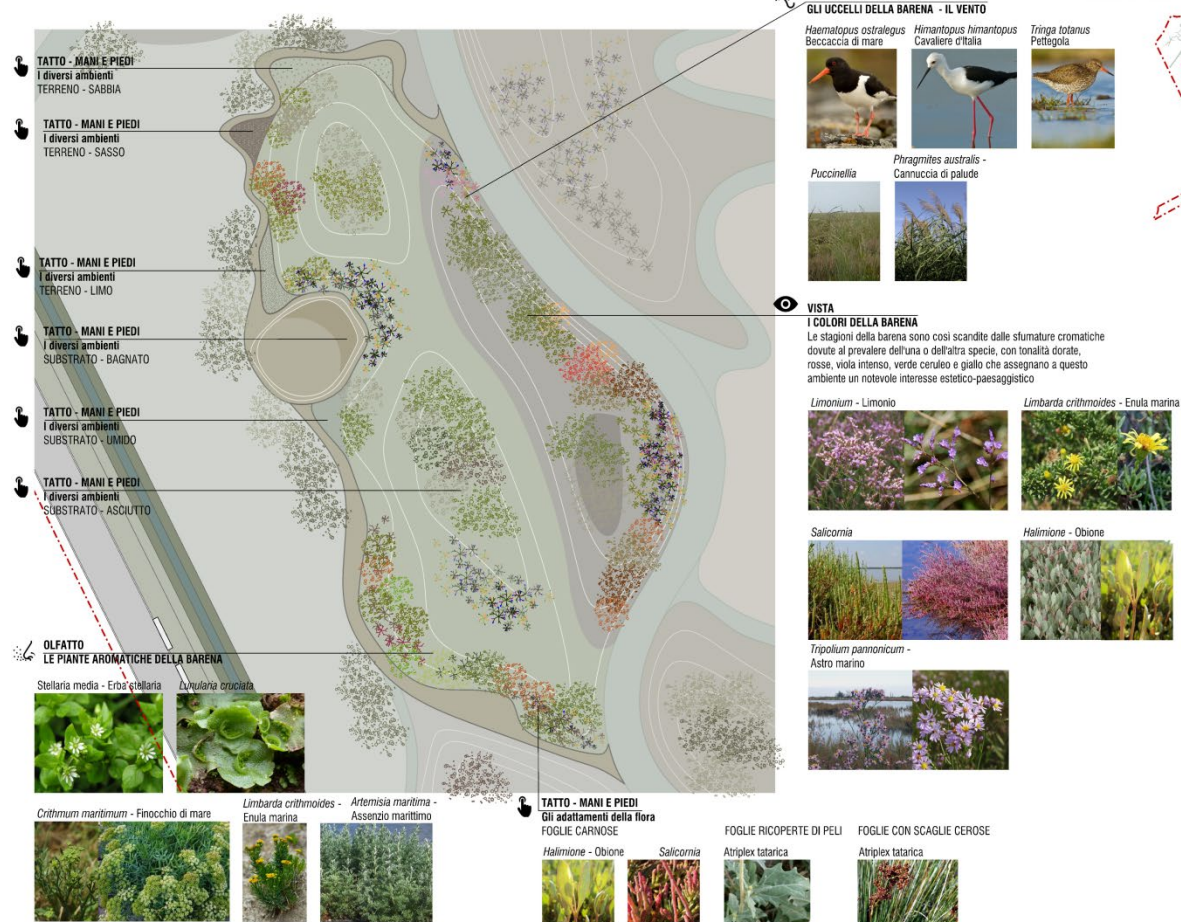 GLI UCCELLI DELLA BARENA - IL VENTO
Haematopus ostralegus
Beccaccia di mare
Himantopus himantopus
Cavaliere d'Italia
Tringa totanus
Pettegola
Puccinellia
Phragmites australis -
Cannuccia di palude
TATTO - MANI E PIEDI
I diversi ambienti
TERRENO - SABBIA
TATTO - MANI E PIEDI
I diversi ambienti
TERRENO - SASSO
TATTO - MANI E PIEDI
I diversi ambienti
TERRENO - LIMO
TATTO - MANI E PIEDI
I diversi ambienti
SUBSTRATO - BAGNATO
TATTO - MANI E PIEDI
I diversi ambienti
SUBSTRATO - UMIDO
TATTO - MANI E PIEDI
I diversi ambienti
SUBSTRATO - ASCIUTTO
VISTA
I COLORI DELLA BARENA
Le stagioni della barena sono così scandite dalle sfumature cromatiche
dovute al prevalere dell'una o dell'altra specie, con tonalità dorate,
rosse, viola intenso, verde ceruleo e giallo che assegnano a questo
ambiente un notevole interesse estetico-paesaggistico
Limonium - Limonio
Limbarda crithmoides - Enula marina
Salicornia
Halimione - Obione
Tripolium pannonicum -
Astro marino
OLFATTO
LE PIANTE AROMATICHE DELLA BARENA
Stellaria media - Erba stellaria
Lunularia cruciata
Crithmum maritimum - Finocchio di mare
Limbarda crithmoides -
Enula marina
Artemisia maritima -
Assenzio marittimo
TATTO - MANI E PIEDI
Gli adattamenti della flora
FOGLIE CARNOSE
Halimione - Obione
Salicornia
FOGLIE RICOPERTE DI PELI
Atriplex tatarica
FOGLIE CON SCAGLIE CEROSE
Atriplex tatarica